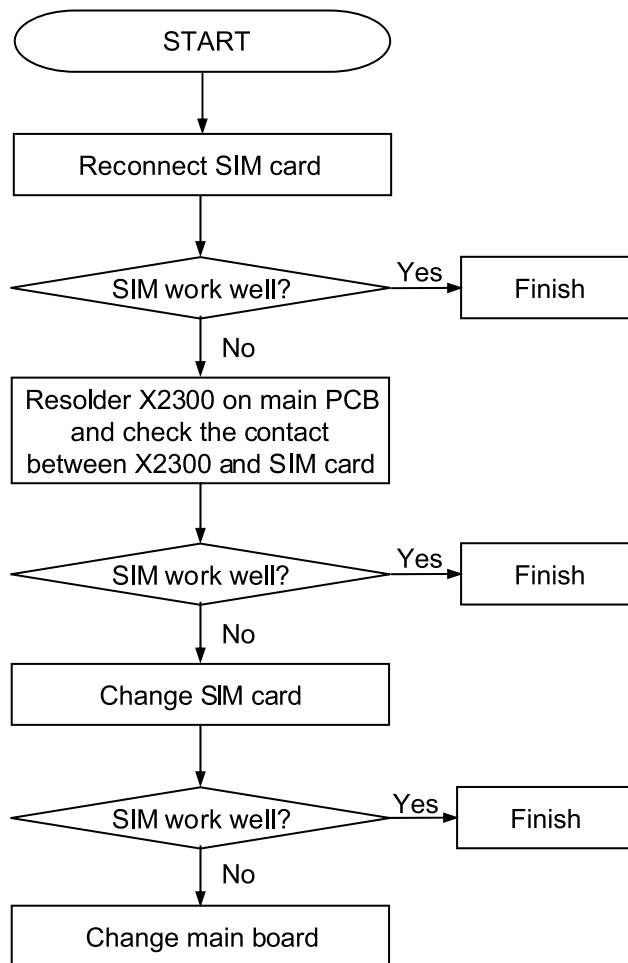 START
Reconnect SIM card
SIM work well?
Yes
Finish
No
Resolder X2300 on main PCB
and check the contact
between X2300 and SIM card
SIM work well?
Yes
Finish
No
Change SIM card
SIM work well?
Yes
Finish
No
Change main board